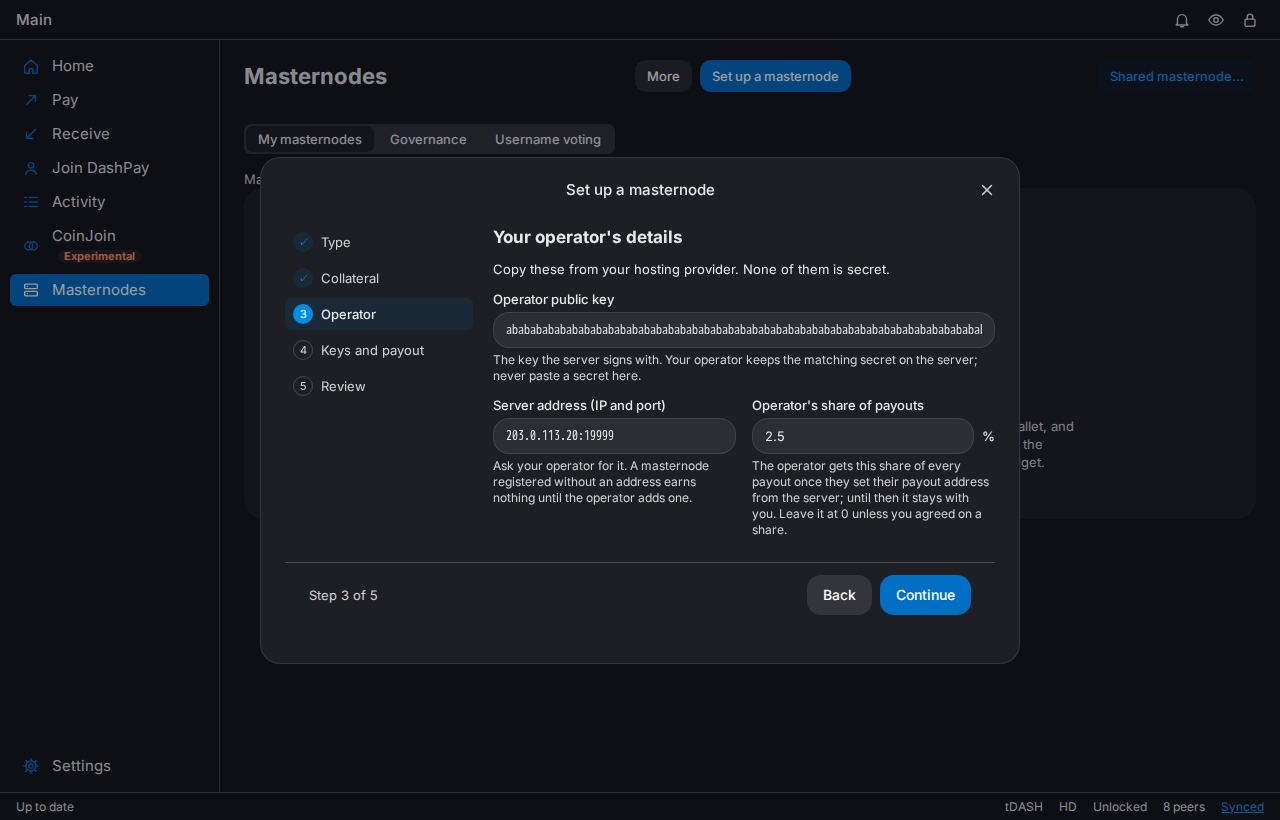 Main
Home
Pay
Receive
Join DashPay
Activity
CoinJoin
Experimental
Masternodes
Settings
Masternodes
More
Set up a masternode
Shared masternode...
My masternodes
Governance
Username voting
Set up a masternode
✓ Type
✓ Collateral
3 Operator
4 Keys and payout
5 Review
Your operator's details
Copy these from your hosting provider. None of them is secret.
Operator public key
The key the server signs with. Your operator keeps the matching secret on the server;
never paste a secret here.
Server address (IP and port)
203.0.113.20:19999
Ask your operator for it. A masternode
registered without an address earns
nothing until the operator adds one.
Operator's share of payouts
2.5 %
The operator gets this share of every
payout once they set their payout address
from the server; until then it stays with
you. Leave it at 0 unless you agreed on a
share.
Step 3 of 5
Back
Continue
and
the
Up to date
tDASH
HD
Unlocked
8 peers
Synced